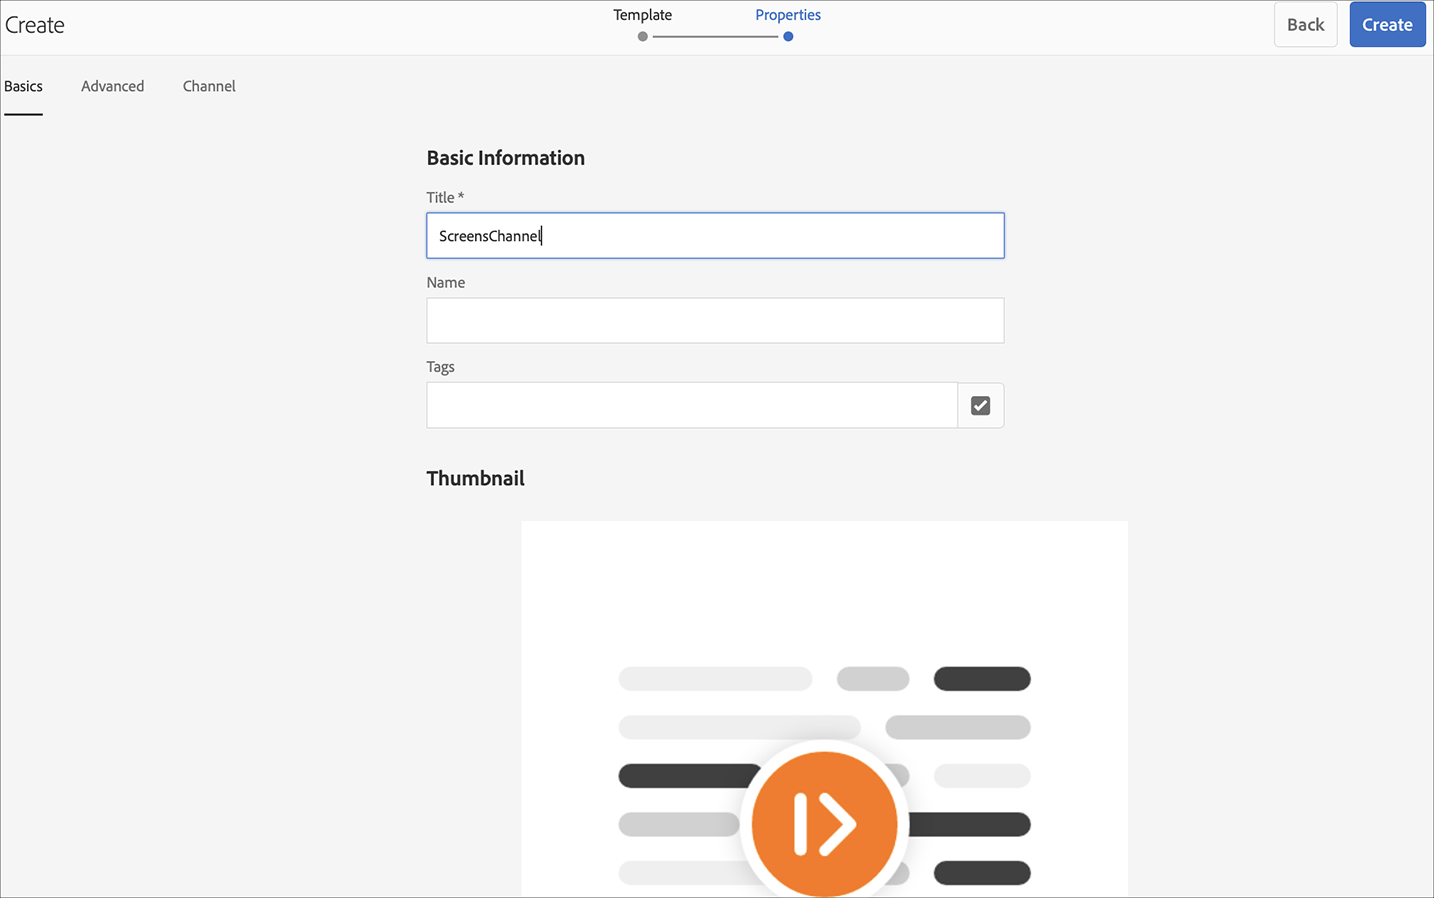 Create
Template
Properties
Back
Create
Basics
Advanced
Channel
Basic Information
Title *
ScreensChannel
Name
Tags
Thumbnail